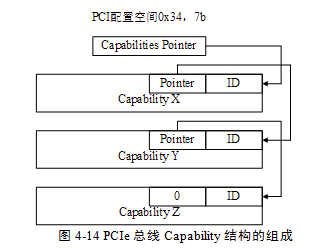 PCI配置空间0x34，7b
Capabilities Pointer
Pointer ID
Capability X
Pointer ID
Capability Y
0 ID
Capability Z
图 4-14 PCIe 总线 Capability 结构的组成